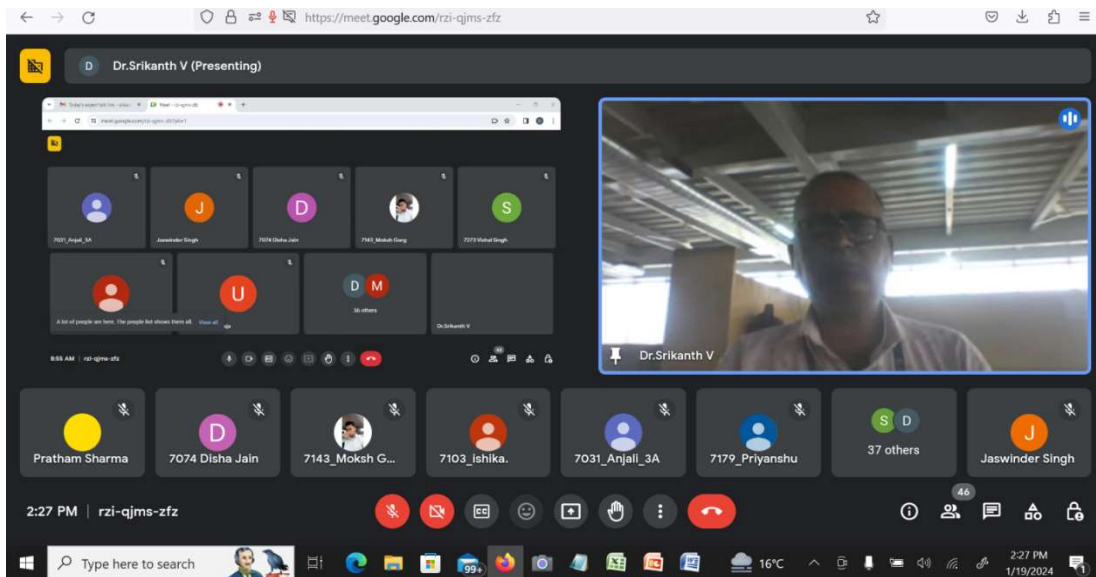 https://meet.google.com/rzi-qjms-zfz
D Dr.Srikanth V (Presenting)
7031_Anjali_3A
J
Jaswinder Singh
D
7074 Disha Jain
7143_Moksh Garg
S
7273 Vishal Singh
U
D M
36 others
Dr.Srikanth V
A lot of people are here. The people list shows them all. View all
8:55 AM | rzi-qjms-zfz
Dr.Srikanth V
Pratham Sharma
D
7074 Disha Jain
7143_Moksh G...
7103_ishika.
7031_Anjali_3A
7179_Priyanshu
S D
37 others
J
Jaswinder Singh
46
2:27 PM | rzi-qjms-zfz
CC
Type here to search
99+
16°C
2:27 PM
1/19/2024
1